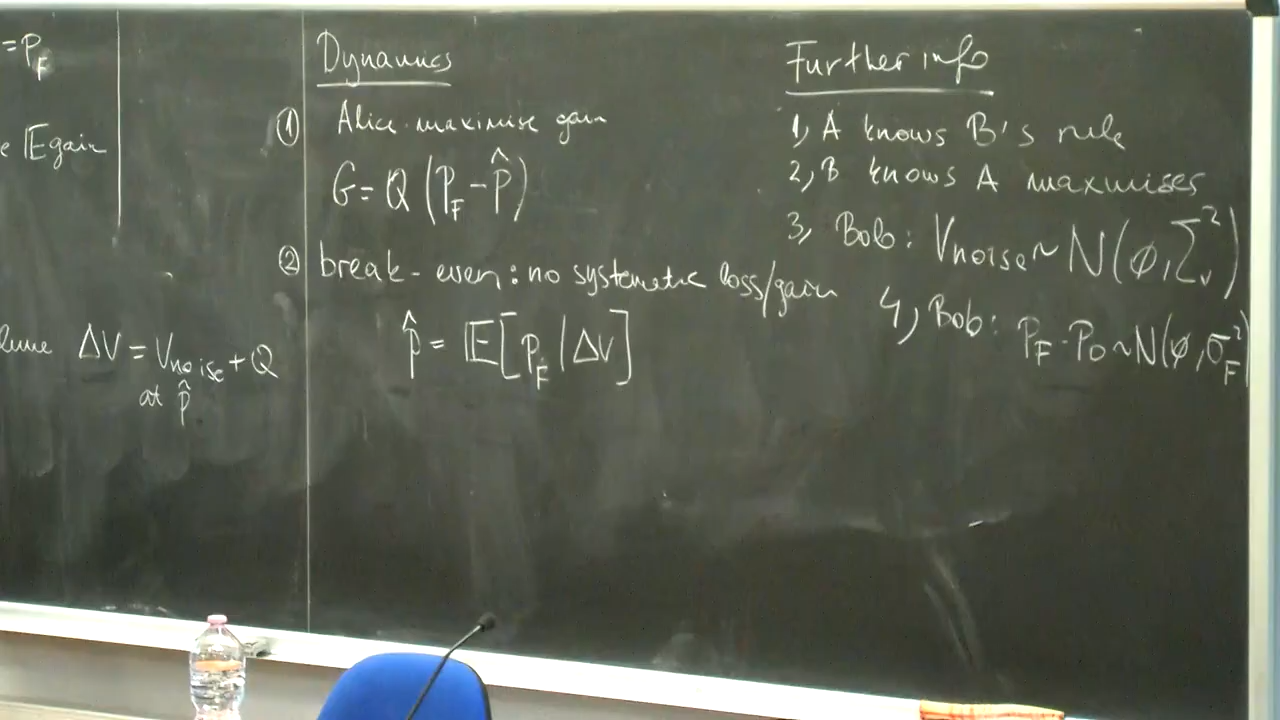 = P_F
e 𝔼gain
lume ΔV = V_noise + Q
at p̂
Dynamics
① Alice maximise gain
G = Q (P_F - P̂)
② break-even: no systematic loss/gain
p̂ = 𝔼[P_F | ΔV]
Further info
1, A knows B's rule
2, B knows A maximises
3, Bob: V_noise ~ N(∅, Σ_v²)
4, Bob: P_F - P_0 ~ N(∅, σ_F²)